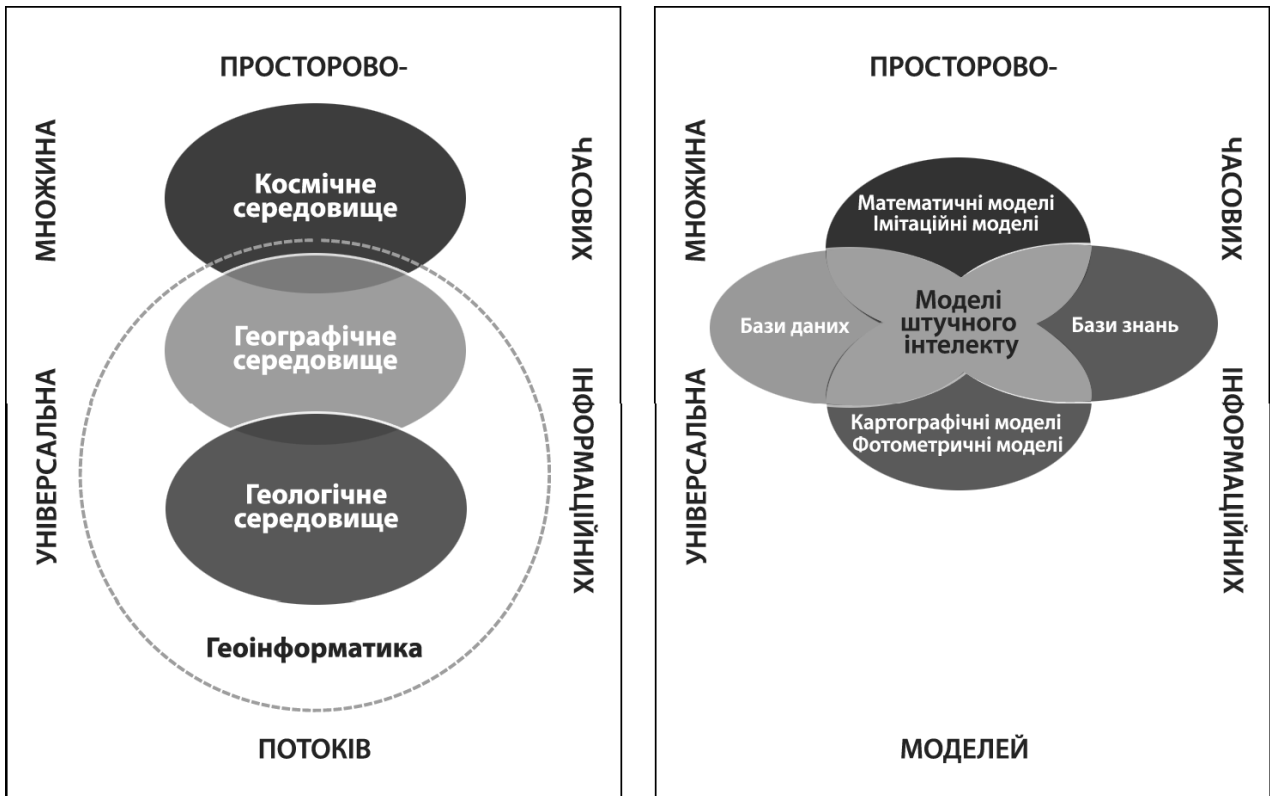 ПРОСТОРОВО-
МНОЖИНА
ЧАСОВИХ
Космічне
середовище
Географічне
середовище
УНІВЕРСАЛЬНА
ІНФОРМАЦІЙНИХ
Геологічне
середовище
Геоінформатика
ПОТОКІВ
ПРОСТОРОВО-
МНОЖИНА
ЧАСОВИХ
Математичні моделі
Імітаційні моделі
Бази даних
Моделі
штучного
інтелекту
Бази знань
УНІВЕРСАЛЬНА
ІНФОРМАЦІЙНИХ
Картографічні моделі
Фотометричні моделі
МОДЕЛЕЙ